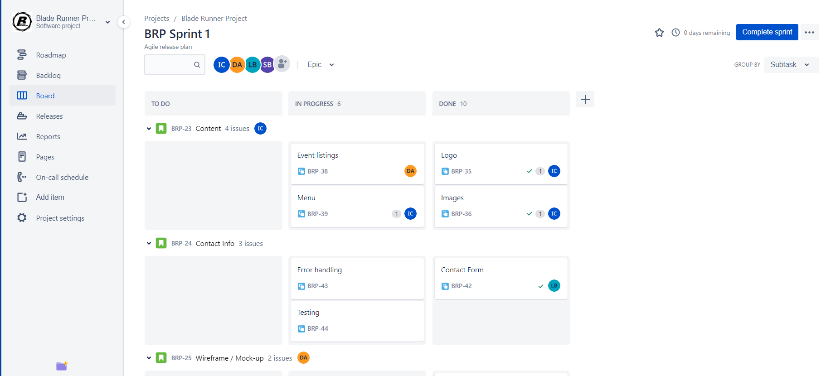 Blade Runner Pr...
Software project
Roadmap
Backlog
Board
Releases
Reports
Pages
On-call schedule
Add item
Project settings
Projects / Blade Runner Project
BRP Sprint 1
Agile release plan
0 days remaining
Complete sprint
IC DA LB SB
Epic
GROUP BY Subtask
TO DO
IN PROGRESS 6
DONE 10
BRP-23 Content 4 issues IC
Event listings
BRP-38 DA
Menu
BRP-39 1 IC
Logo
BRP-35 1 IC
Images
BRP-36 1 IC
BRP-24 Contact Info 3 issues
Error handling
BRP-43
Testing
BRP-44
Contact Form
BRP-42 LB
BRP-25 Wireframe / Mock-up 2 issues DA